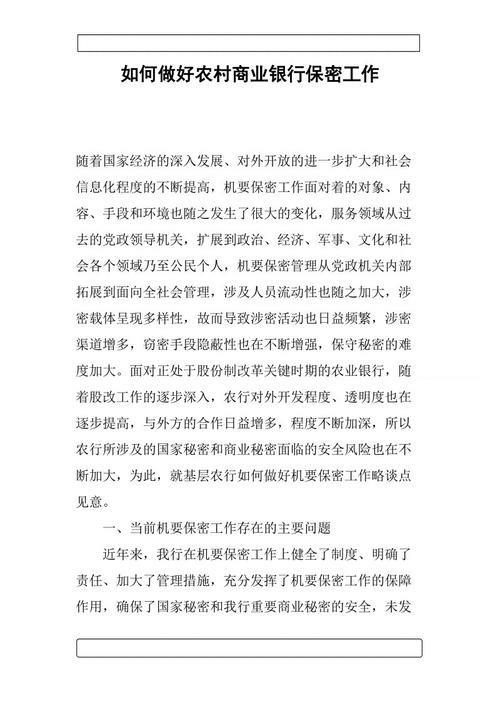 如何做好农村商业银行保密工作
随着国家经济的深入发展、对外开放的进一步扩大和社会
信息化程度的不断提高，机要保密工作面对着的对象、内
容、手段和环境也随之发生了很大的变化，服务领域从过
去的党政领导机关，扩展到政治、经济、军事、文化和社
会各个领域乃至公民个人，机要保密管理从党政机关内部
拓展到面向全社会管理，涉及人员流动性也随之加大，涉
密载体呈现多样性，故而导致涉密活动也日益频繁，涉密
渠道增多，窃密手段隐蔽性也在不断增强，保守秘密的难
度加大。面对正处于股份制改革关键时期的农业银行，随
着股改工作的逐步深入，农行对外开发程度、透明度也在
逐步提高，与外方的合作日益增多，程度不断加深，所以
农行所涉及的国家秘密和商业秘密面临的安全风险也在不
断加大，为此，就基层农行如何做好机要保密工作略谈点
见意。
一、当前机要保密工作存在的主要问题
近年来，我行在机要保密工作上健全了制度、明确了
责任、加大了管理措施，充分发挥了机要保密工作的保障
作用，确保了国家秘密和我行重要商业秘密的安全，未发